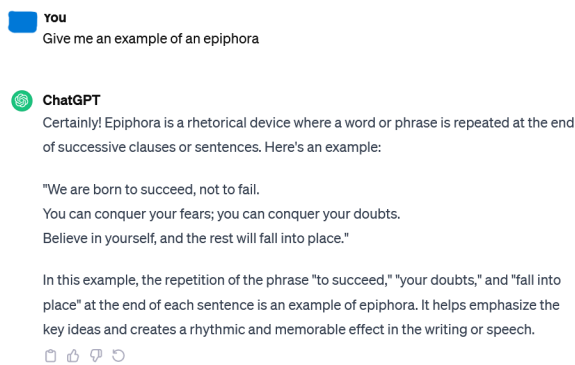 You
Give me an example of an epiphora
ChatGPT
Certainly! Epiphora is a rhetorical device where a word or phrase is repeated at the end
of successive clauses or sentences. Here's an example:
"We are born to succeed, not to fail.
You can conquer your fears; you can conquer your doubts.
Believe in yourself, and the rest will fall into place."
In this example, the repetition of the phrase "to succeed," "your doubts," and "fall into
place" at the end of each sentence is an example of epiphora. It helps emphasize the
key ideas and creates a rhythmic and memorable effect in the writing or speech.